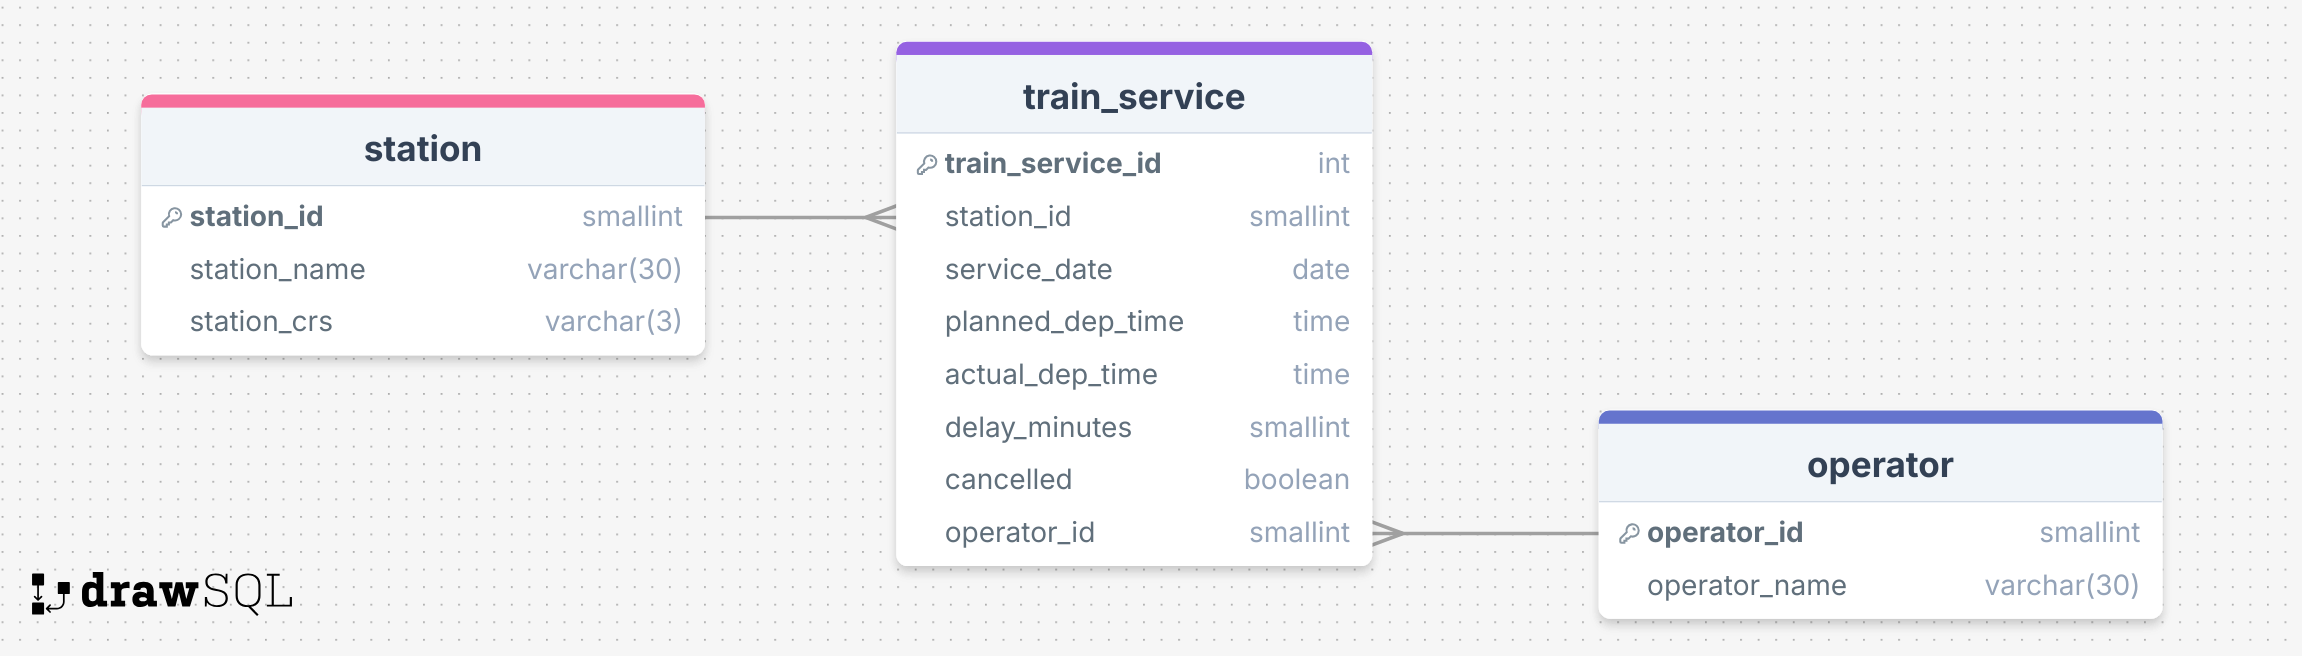 station
station_id smallint
station_name varchar(30)
station_crs varchar(3)
train_service
train_service_id int
station_id smallint
service_date date
planned_dep_time time
actual_dep_time time
delay_minutes smallint
cancelled boolean
operator_id smallint
operator
operator_id smallint
operator_name varchar(30)
drawSQL